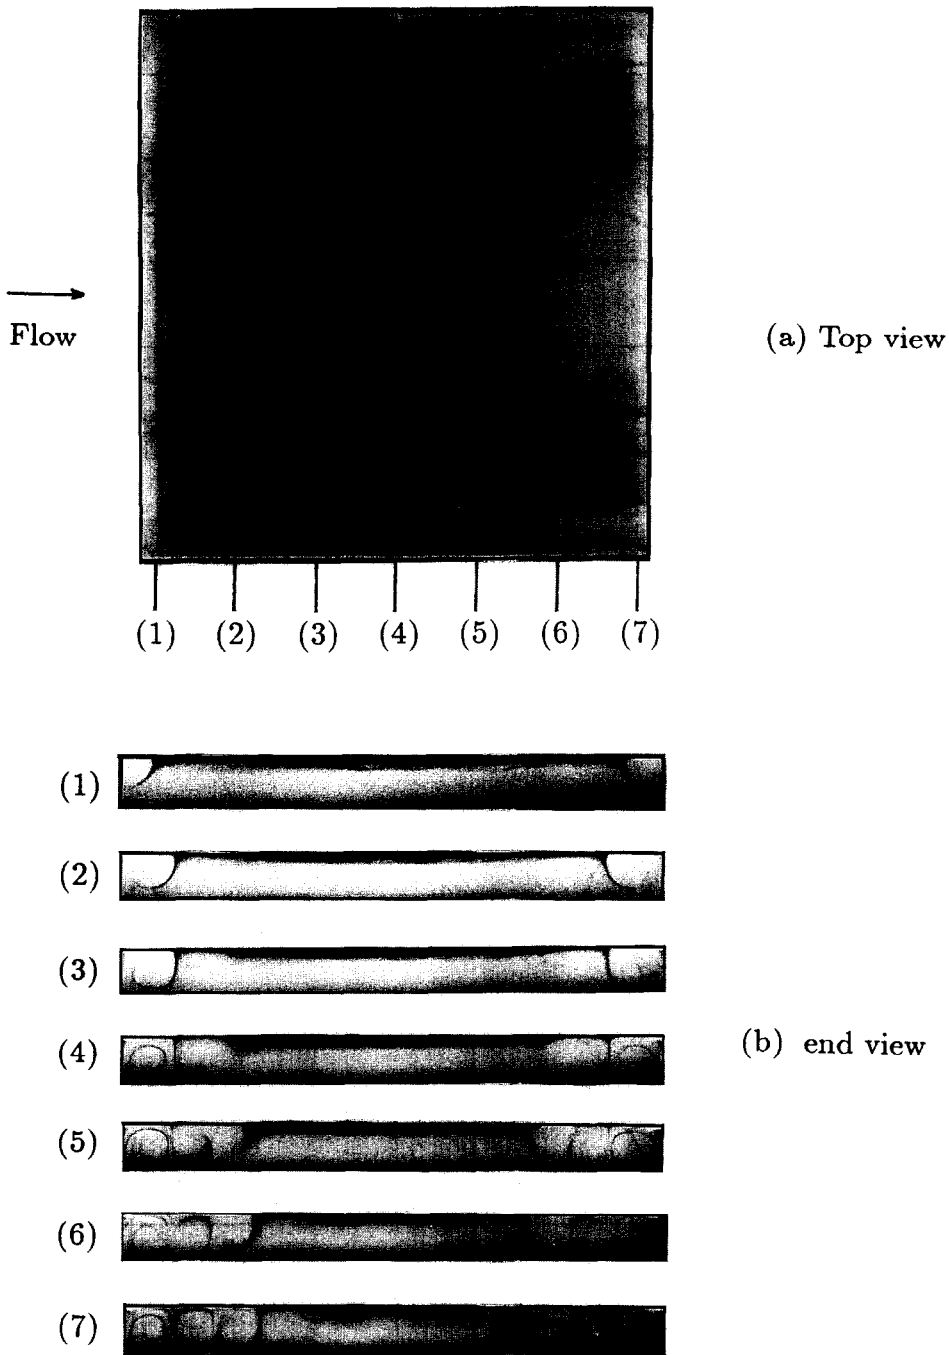 Flow
(a) Top view
(1) (2) (3) (4) (5) (6) (7)
(1)
(2)
(3)
(4)
(b) end view
(5)
(6)
(7)